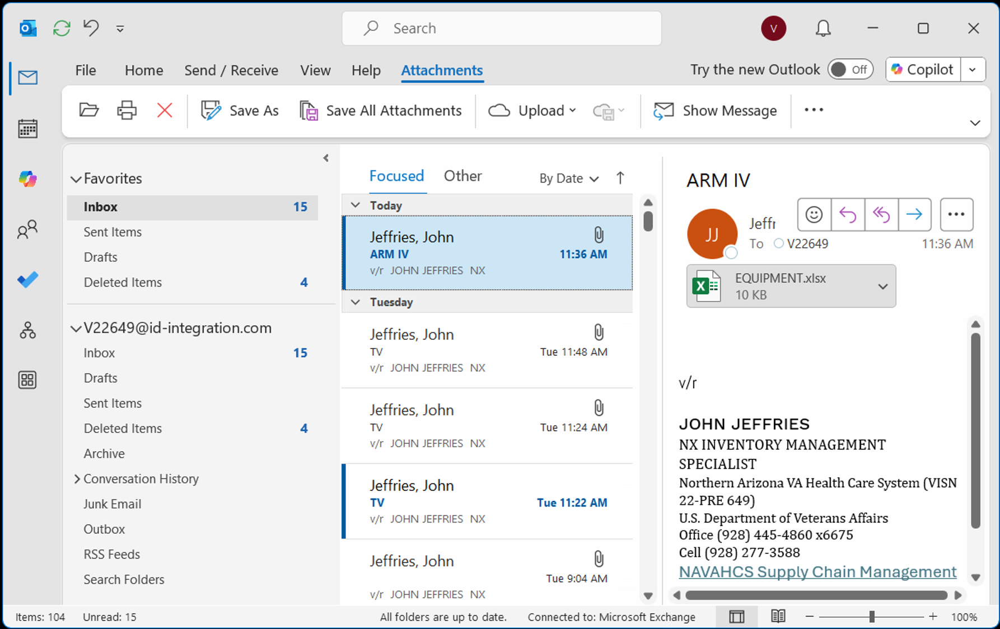 Search
V
File Home Send / Receive View Help Attachments
Try the new Outlook Off Copilot
Save As Save All Attachments Upload Show Message
Favorites
Inbox 15
Sent Items
Drafts
Deleted Items 4
V22649@id-integration.com
Inbox 15
Drafts
Sent Items
Deleted Items 4
Archive
Conversation History
Junk Email
Outbox
RSS Feeds
Search Folders
Focused Other By Date
Today
Jeffries, John
ARM IV 11:36 AM
v/r JOHN JEFFRIES NX
Tuesday
Jeffries, John
TV Tue 11:48 AM
v/r JOHN JEFFRIES NX
Jeffries, John
TV Tue 11:24 AM
v/r JOHN JEFFRIES NX
Jeffries, John
TV Tue 11:22 AM
v/r JOHN JEFFRIES NX
Jeffries, John
Tue 9:04 AM
v/r JOHN JEFFRIES NX
ARM IV
JJ
Jeffr
To V22649 11:36 AM
EQUIPMENT.xlsx
10 KB
v/r
JOHN JEFFRIES
NX INVENTORY MANAGEMENT
SPECIALIST
Northern Arizona VA Health Care System (VISN
22-PRE 649)
U.S. Department of Veterans Affairs
Office (928) 445-4860 x6675
Cell (928) 277-3588
NAVAHCS Supply Chain Management
Items: 104 Unread: 15 All folders are up to date. Connected to: Microsoft Exchange 100%